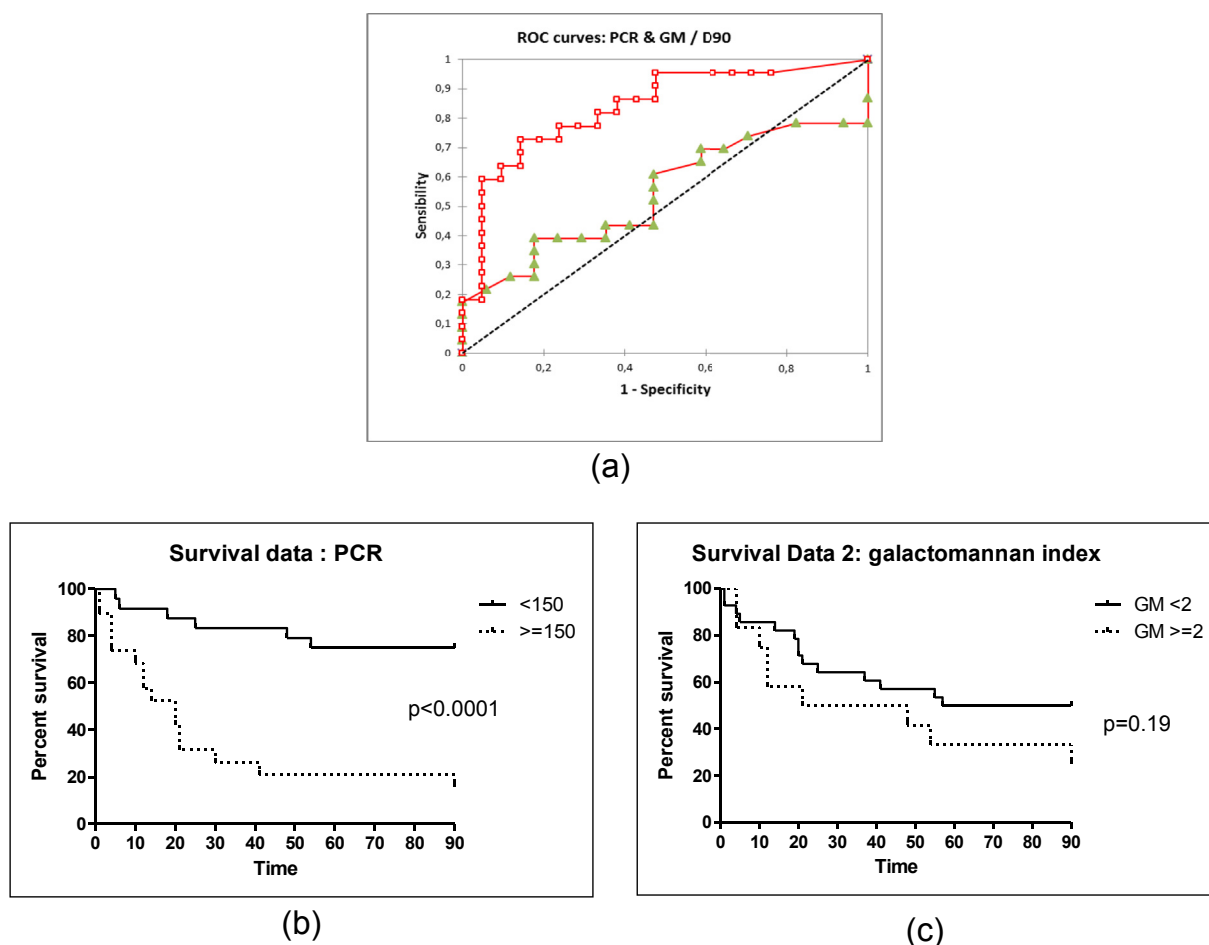 ROC curves: PCR & GM / D90
1
0,9
0,8
0,7
0,6
0,5
0,4
0,3
0,2
0,1
0
Sensibility
0 0,2 0,4 0,6 0,8 1
1 - Specificity
(a)
Survival data : PCR
100
80
60
40
20
0
Percent survival
<150
>=150
p<0.0001
0 10 20 30 40 50 60 70 80 90
Time
(b)
Survival Data 2: galactomannan index
100
80
60
40
20
0
Percent survival
GM <2
GM >=2
p=0.19
0 10 20 30 40 50 60 70 80 90
Time
(c)